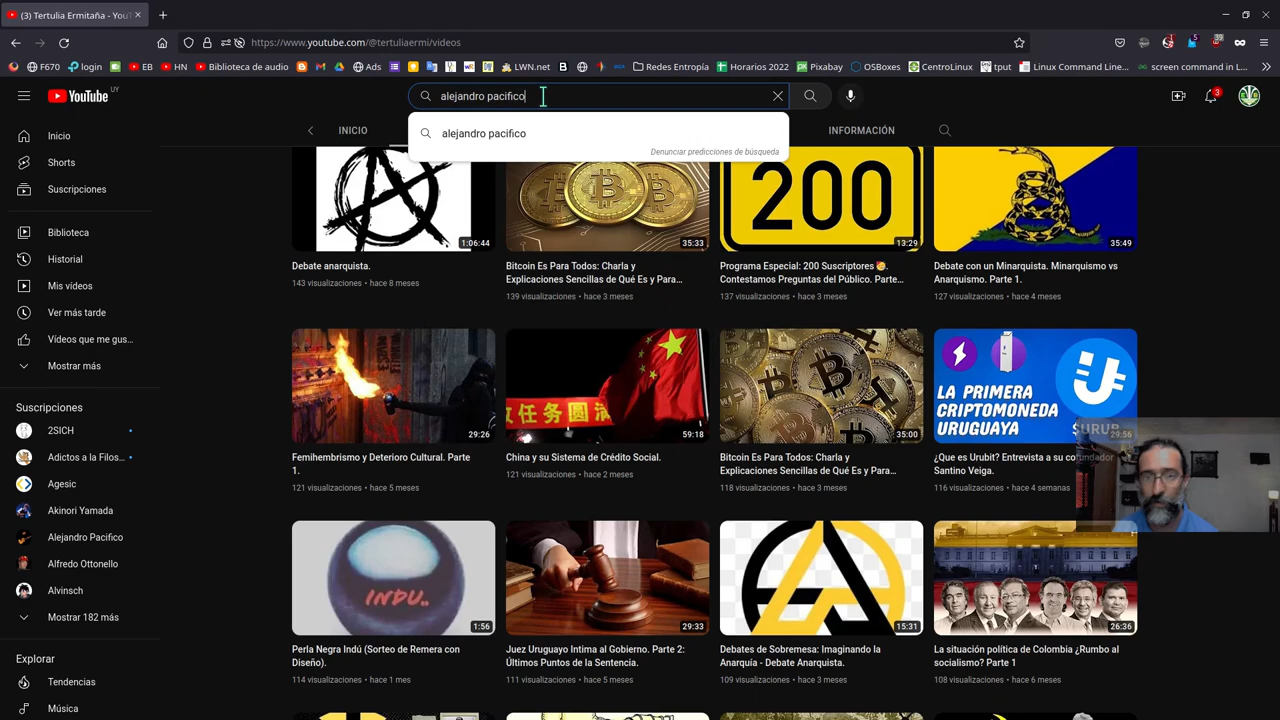 (3) Tertulia Ermitaña - YouT
https://www.youtube.com/@tertuliaermi/videos
F670
login
EB
HN
Biblioteca de audio
Ads
LWN.net
Redes Entropía
Horarios 2022
Pixabay
OSBoxes
CentroLinux
tput
Linux Command Line...
screen command in L
YouTube UY
alejandro pacifico
3
alejandro pacifico
Denunciar predicciones de búsqueda
INICIO
INFORMACIÓN
Inicio
Shorts
Suscripciones
Biblioteca
Historial
Mis vídeos
Ver más tarde
Vídeos que me gus...
Mostrar más
Suscripciones
2SICH
Adictos a la Filos...
Agesic
Akinori Yamada
Alejandro Pacifico
Alfredo Ottonello
Alvinsch
Mostrar 182 más
Explorar
Tendencias
Música
1:06:44
35:33
200
13:29
35:49
Debate anarquista.
143 visualizaciones • hace 8 meses
Bitcoin Es Para Todos: Charla y
Explicaciones Sencillas de Qué Es y Para...
139 visualizaciones • hace 3 meses
Programa Especial: 200 Suscriptores🥳.
Contestamos Preguntas del Público. Parte...
137 visualizaciones • hace 3 meses
Debate con un Minarquista. Minarquismo vs
Anarquismo. Parte 1.
127 visualizaciones • hace 4 meses
29:26
任务圆满
59:18
35:00
LA PRIMERA
CRIPTOMONEDA
URUGUAYA
$URUB
29:56
Femihembrismo y Deterioro Cultural. Parte
1.
121 visualizaciones • hace 5 meses
China y su Sistema de Crédito Social.
121 visualizaciones • hace 2 meses
Bitcoin Es Para Todos: Charla y
Explicaciones Sencillas de Qué Es y Para...
118 visualizaciones • hace 3 meses
¿Que es Urubit? Entrevista a su cofundador
Santino Veiga.
116 visualizaciones • hace 4 semanas
INDU..
1:56
29:33
15:31
26:36
Perla Negra Indú (Sorteo de Remera con
Diseño).
114 visualizaciones • hace 1 mes
Juez Uruguayo Intima al Gobierno. Parte 2:
Últimos Puntos de la Sentencia.
111 visualizaciones • hace 5 meses
Debates de Sobremesa: Imaginando la
Anarquía - Debate Anarquista.
109 visualizaciones • hace 3 meses
La situación política de Colombia ¿Rumbo al
socialismo? Parte 1
108 visualizaciones • hace 6 meses